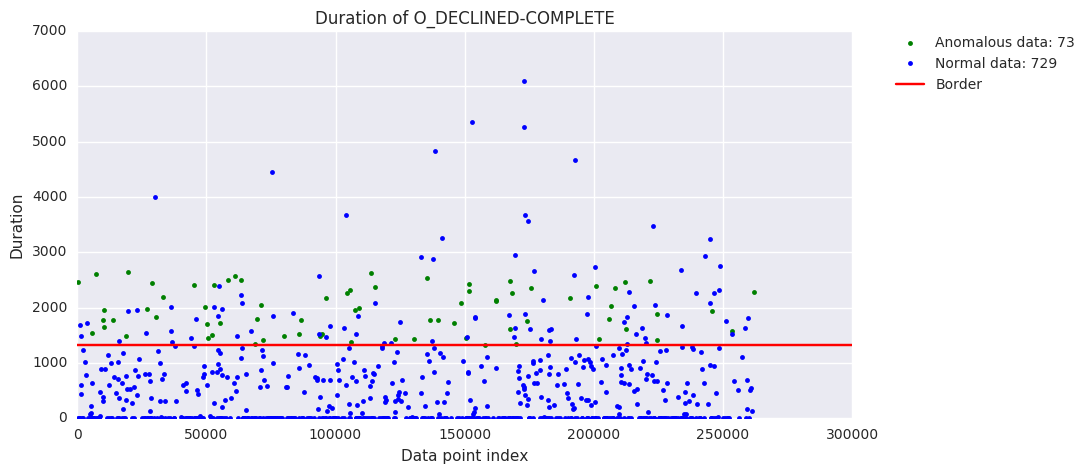 Duration of O_DECLINED-COMPLETE
Anomalous data: 73
Normal data: 729
Border
7000
6000
5000
4000
3000
2000
1000
0
Duration
0 50000 100000 150000 200000 250000 300000
Data point index